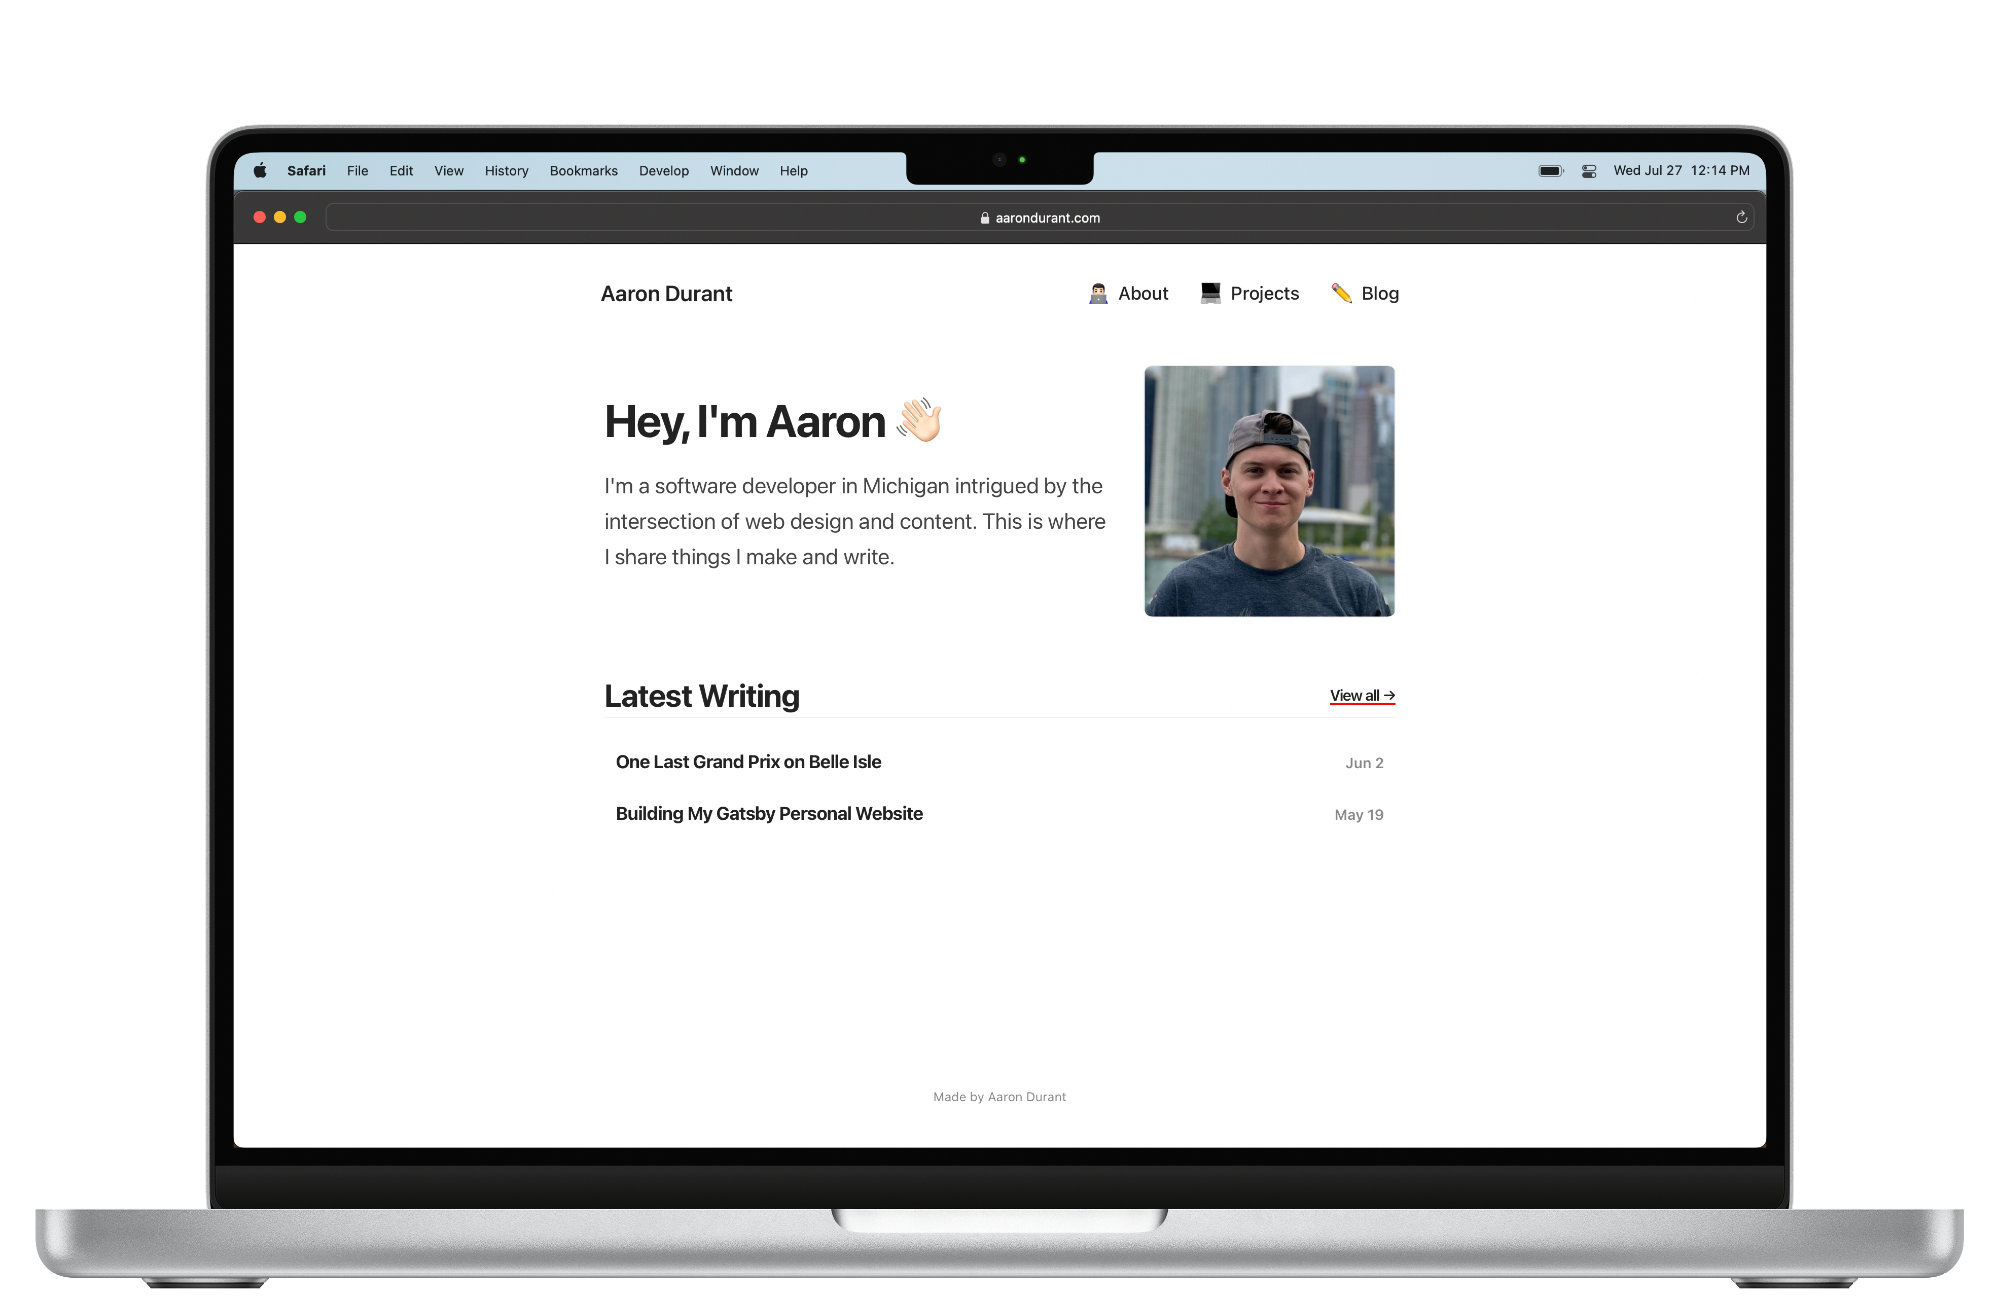 Safari File Edit View History Bookmarks Develop Window Help Wed Jul 27 12:14 PM
aarondurant.com
Aaron Durant 👨🏻‍💻 About 💻 Projects ✏️ Blog
Hey, I'm Aaron 👋🏻
I'm a software developer in Michigan intrigued by the
intersection of web design and content. This is where
I share things I make and write.
Latest Writing View all →
One Last Grand Prix on Belle Isle Jun 2
Building My Gatsby Personal Website May 19
Made by Aaron Durant